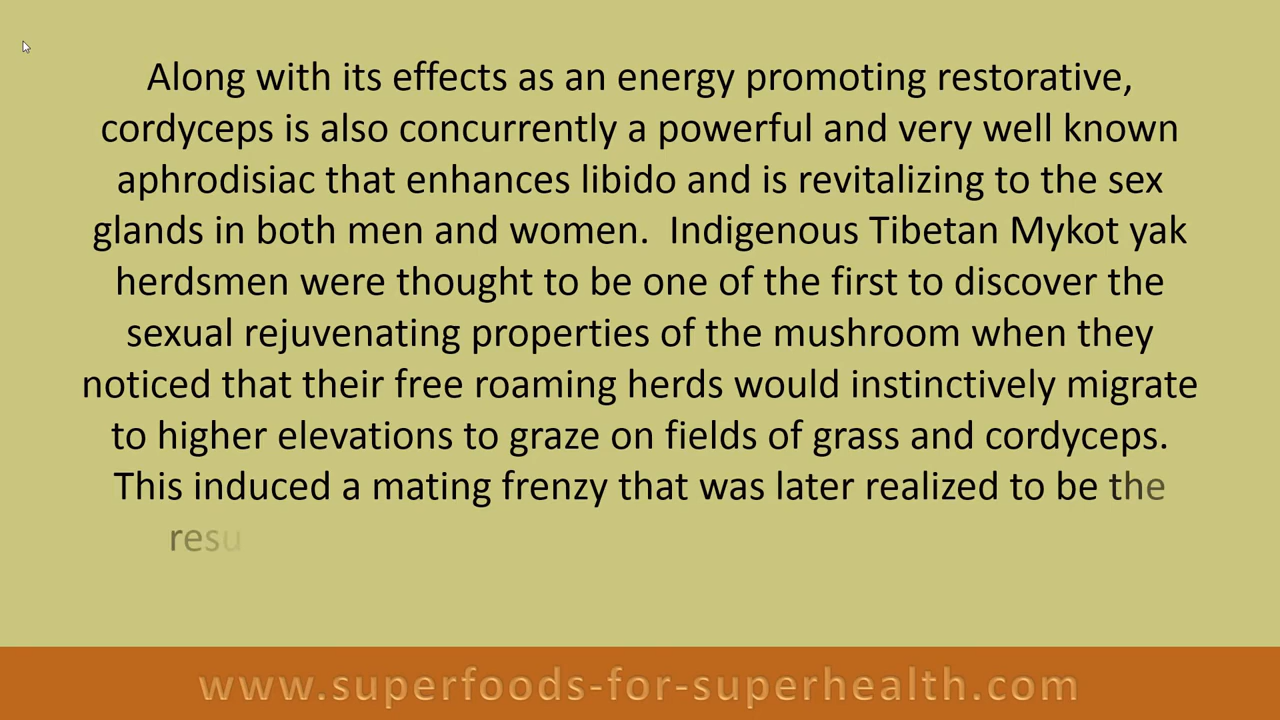 Along with its effects as an energy promoting restorative,
cordyceps is also concurrently a powerful and very well known
aphrodisiac that enhances libido and is revitalizing to the sex
glands in both men and women.  Indigenous Tibetan Mykot yak
herdsmen were thought to be one of the first to discover the
sexual rejuvenating properties of the mushroom when they
noticed that their free roaming herds would instinctively migrate
to higher elevations to graze on fields of grass and cordyceps.
This induced a mating frenzy that was later realized to be the
resu
www.superfoods-for-superhealth.com